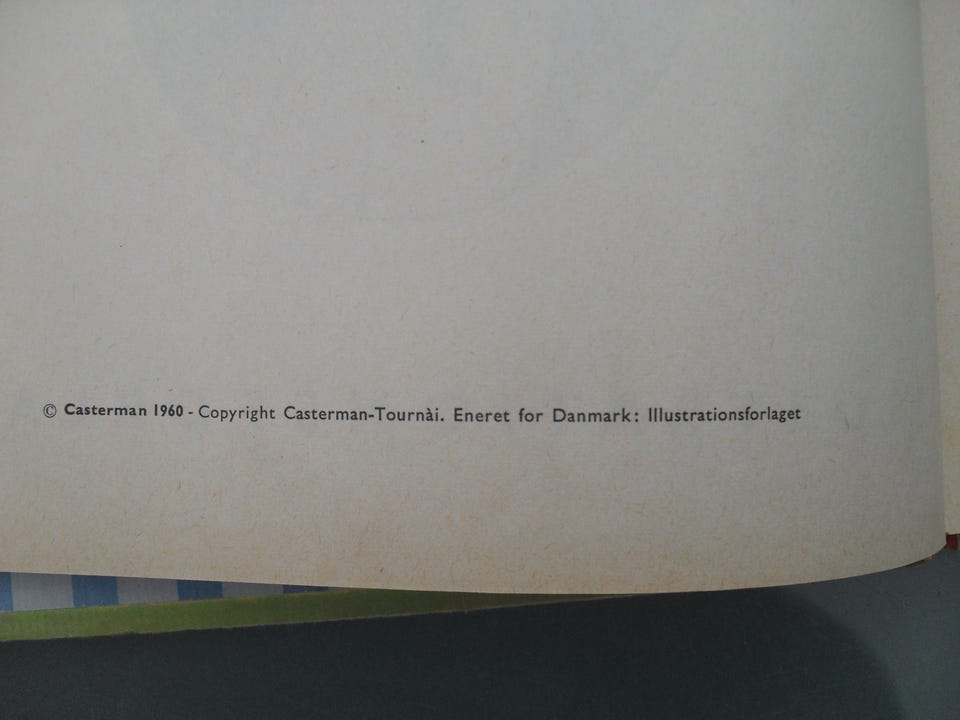 © Casterman 1960 - Copyright Casterman-Tournài. Eneret for Danmark: Illustrationsforlaget